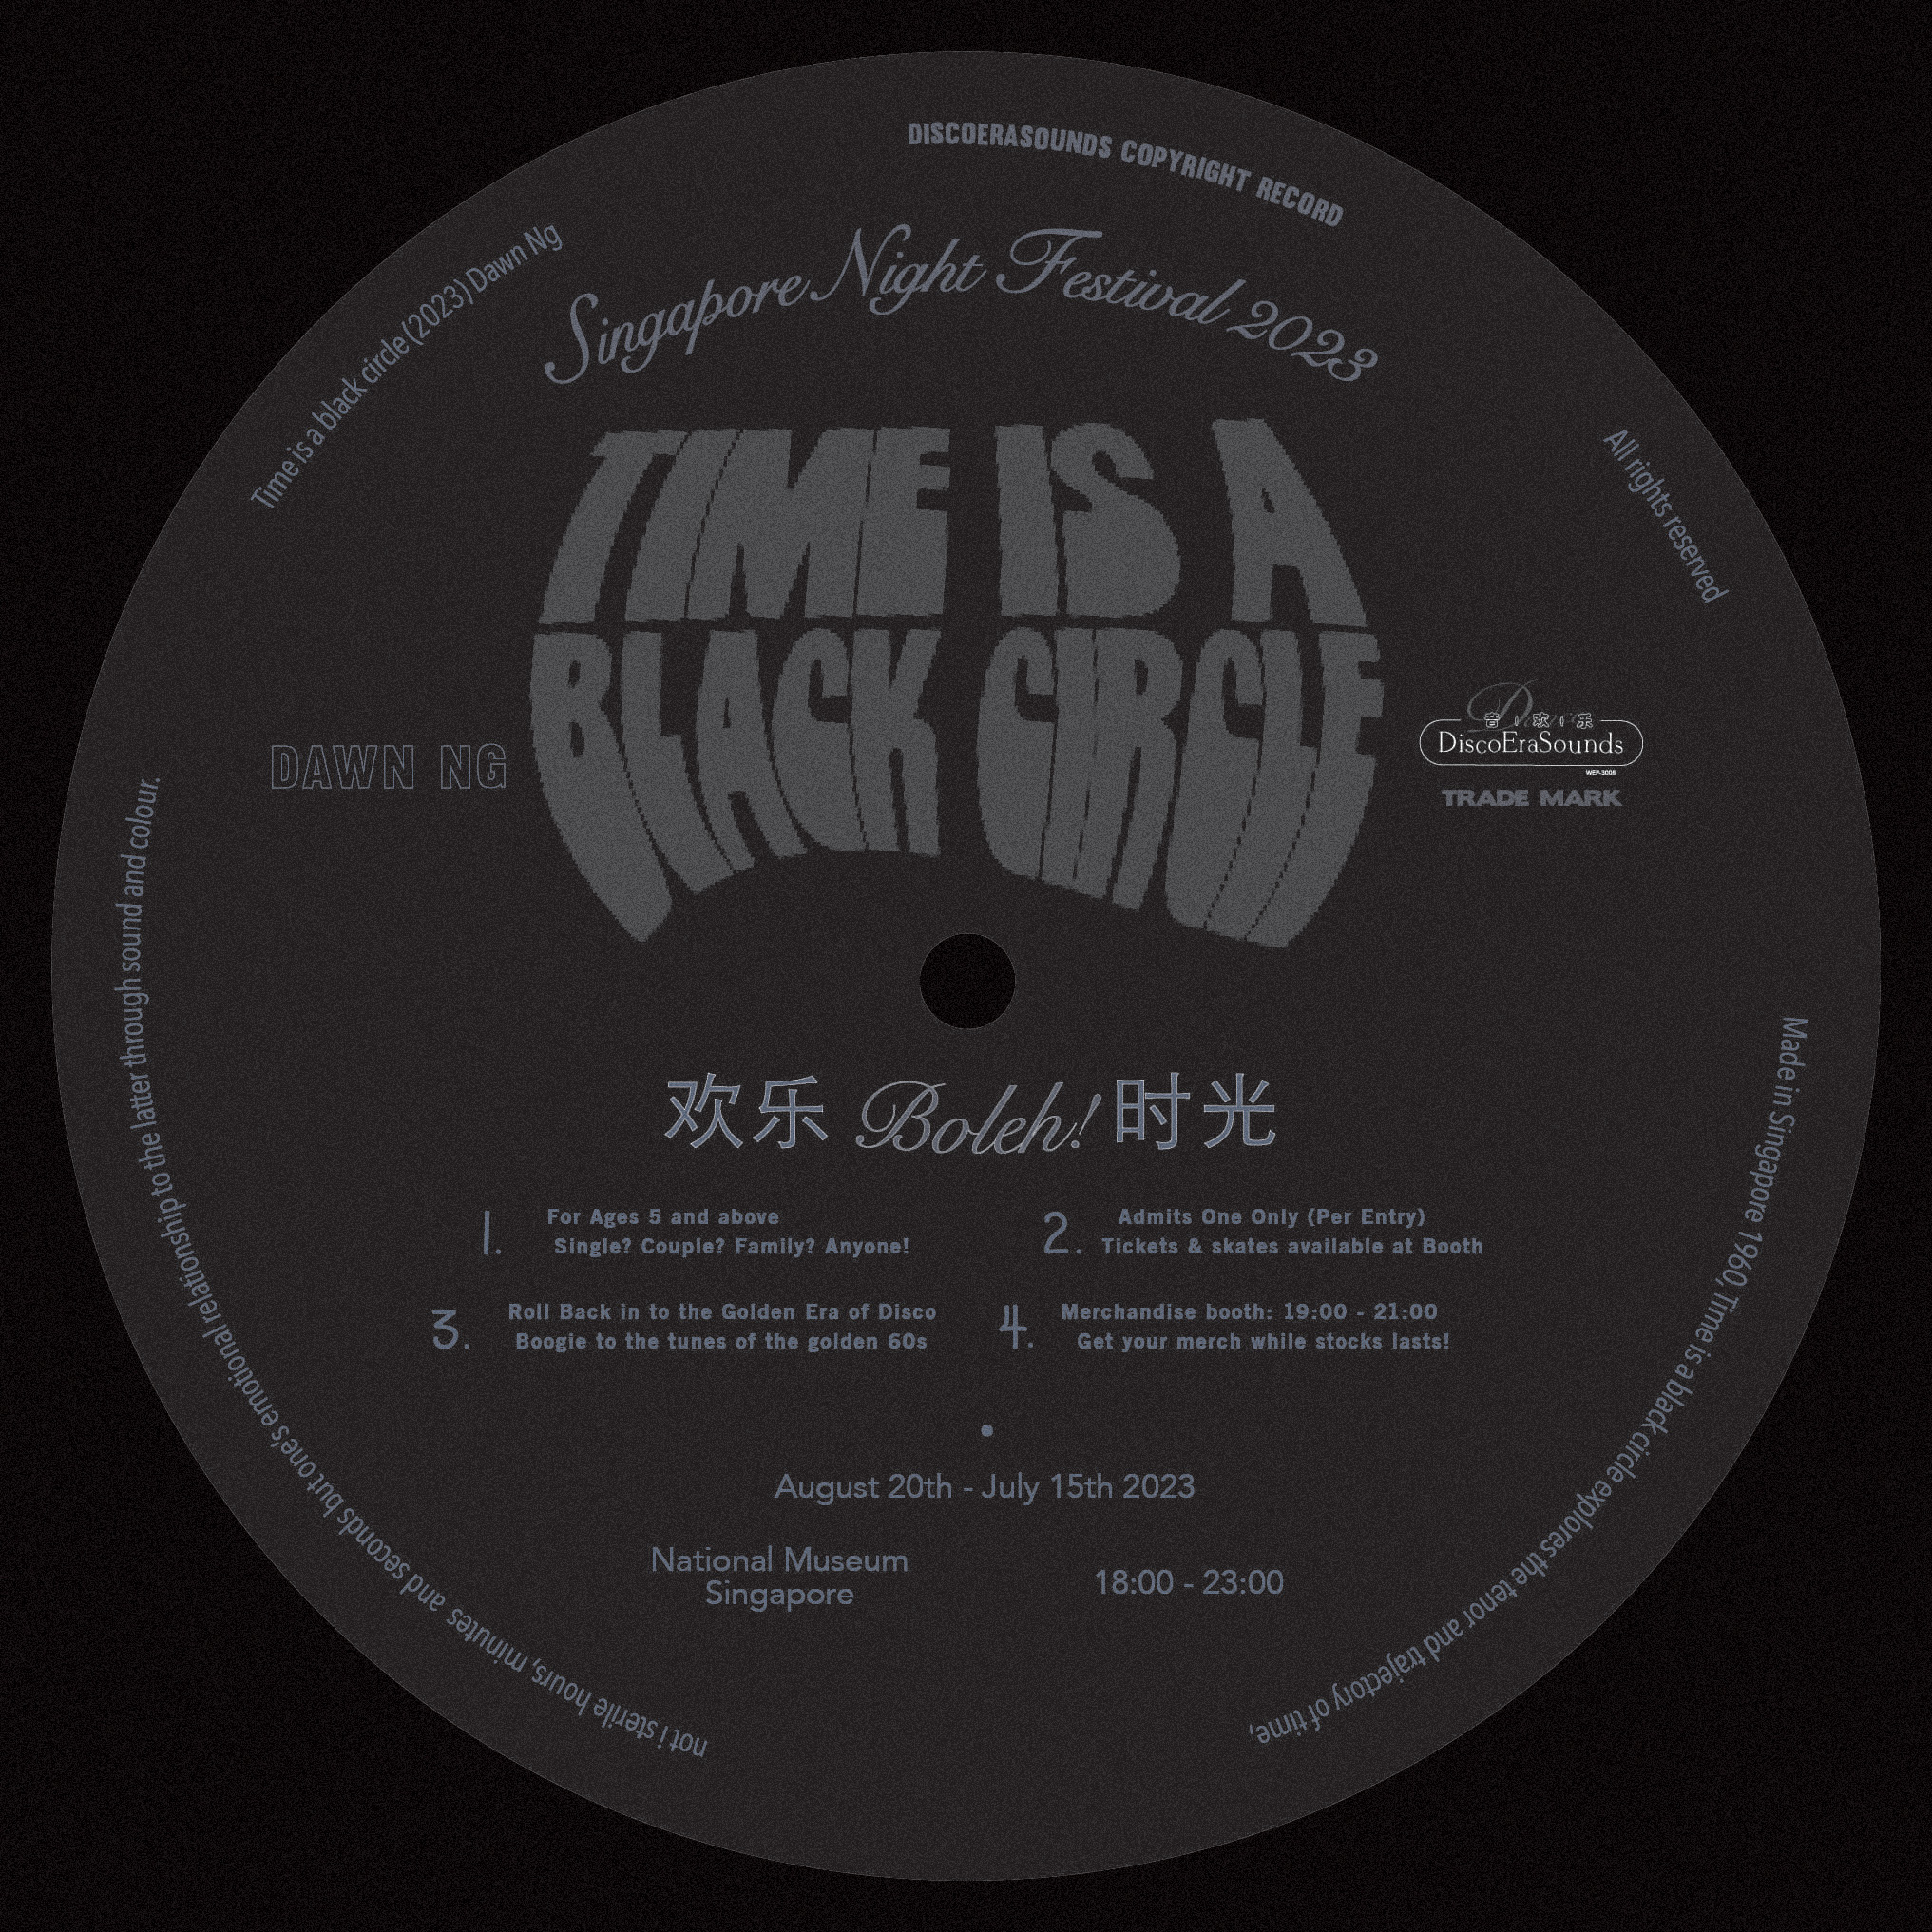 DISCOERASOUNDS COPYRIGHT RECORD
Time is a black circle (2023) Dawn Ng
Singapore Night Festival 2023
All rights reserved
TIME IS A
BLACK CIRCLE
DAWN NG
音 欢 乐
DiscoEraSounds
WEP-3008
TRADE MARK
欢乐 Boleh! 时光
1. For Ages 5 and above
Single? Couple? Family? Anyone!
2. Admits One Only (Per Entry)
Tickets & skates available at Booth
3. Roll Back in to the Golden Era of Disco
Boogie to the tunes of the golden 60s
4. Merchandise booth: 19:00 - 21:00
Get your merch while stocks lasts!
August 20th - July 15th 2023
National Museum
Singapore
18:00 - 23:00
Made in Singapore 1960, Time is a black circle explores the tenor and trajectory of time,
not i sterile hours, minutes and seconds but one's emotional relationship to the latter through sound and colour.